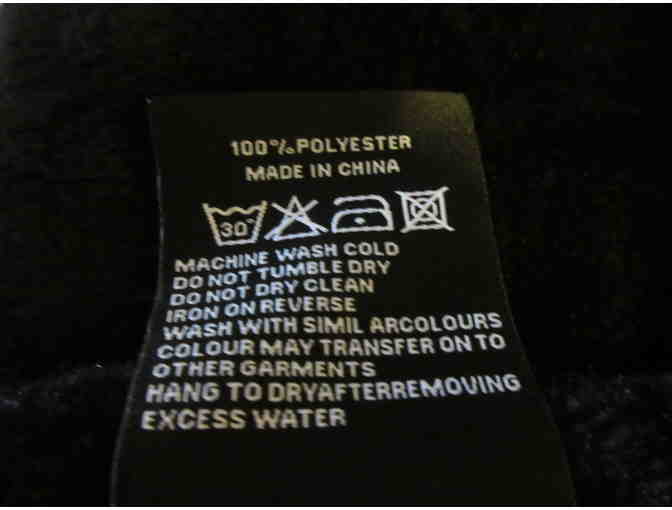 100%POLYESTER
MADE IN CHINA
30°
MACHINE WASH COLD
DO NOT TUMBLE DRY
DO NOT DRY CLEAN
IRON ON REVERSE
WASH WITH SIMIL ARCOLOURS
COLOUR MAY TRANSFER ON TO
OTHER GARMENTS
HANG TO DRYAFTERREMOVING
EXCESS WATER